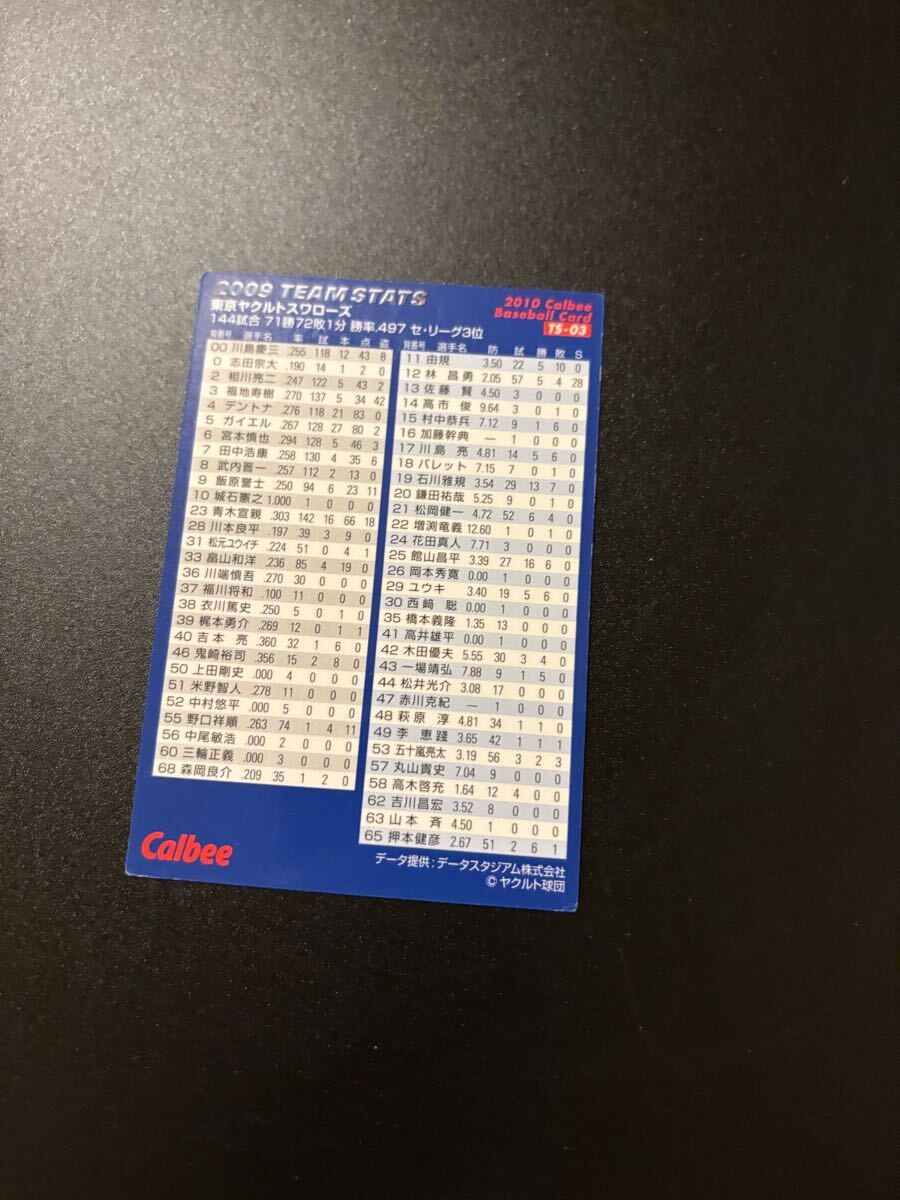 2009 TEAM STATS
2010 Calbee
Baseball Card
TS-03
東京ヤクルトスワローズ
144試合 71勝72敗1分 勝率.497 セ・リーグ3位
背番号 選手名 率 試 本 点 盗
00 川島慶三 .255 118 12 43 8
0 志田宗大 .190 14 1 2 0
2 相川亮二 .247 122 5 43 2
3 福地寿樹 .270 137 5 34 42
4 デントナ .276 118 21 83 0
5 ガイエル .267 128 27 80 2
6 宮本慎也 .294 128 5 46 3
7 田中浩康 .258 130 4 35 6
8 武内晋一 .257 112 2 13 0
9 飯原誉士 .250 94 6 23 11
10 城石憲之 1.000 1 0 0 0
23 青木宣親 .303 142 16 66 18
28 川本良平 .197 39 3 9 0
31 松元ユウイチ .224 51 0 4 1
33 畠山和洋 .236 85 4 19 0
36 川端慎吾 .270 30 0 0 0
37 福川将和 .100 11 0 0 0
38 衣川篤史 .250 5 0 1 0
39 梶本勇介 .269 12 0 1 1
40 吉本 亮 .360 32 1 6 0
46 鬼崎裕司 .356 15 2 8 0
50 上田剛史 .000 4 0 0 0
51 米野智人 .278 11 0 0 0
52 中村悠平 .000 5 0 0 0
55 野口祥順 .263 74 1 4 11
56 中尾敏浩 .000 2 0 0 0
60 三輪正義 .000 3 0 0 0
68 森岡良介 .209 35 1 2 0
背番号 選手名 防 試 勝 敗 S
11 由規 3.50 22 5 10 0
12 林 昌勇 2.05 57 5 4 28
13 佐藤 賢 4.50 3 0 0 0
14 高市 俊 9.64 3 0 1 0
15 村中恭兵 7.12 9 1 6 0
16 加藤幹典 — 1 0 0 0
17 川島 亮 4.81 14 5 6 0
18 バレット 7.15 7 0 1 0
19 石川雅規 3.54 29 13 7 0
20 鎌田祐哉 5.25 9 0 1 0
21 松岡健一 4.72 52 6 4 0
22 増渕竜義 12.60 1 0 1 0
24 花田真人 7.71 3 0 0 0
25 館山昌平 3.39 27 16 6 0
26 岡本秀寛 0.00 1 0 0 0
29 ユウキ 3.40 19 5 6 0
30 西崎 聡 0.00 1 0 0 0
35 橋本義隆 1.35 13 0 0 0
41 高井雄平 0.00 1 0 0 0
42 木田優夫 5.55 30 3 4 0
43 一場靖弘 7.88 9 1 5 0
44 松井光介 3.08 17 0 0 0
47 赤川克紀 — 1 0 0 0
48 萩原 淳 4.81 34 1 1 0
49 李 恵踐 3.65 42 1 1 1
53 五十嵐亮太 3.19 56 3 2 3
57 丸山貴史 7.04 9 0 0 0
58 高木啓充 1.64 12 4 0 0
62 吉川昌宏 3.52 8 0 0 0
63 山本 斉 4.50 1 0 0 0
65 押本健彦 2.67 51 2 6 1
Calbee
データ提供：データスタジアム株式会社
© ヤクルト球団